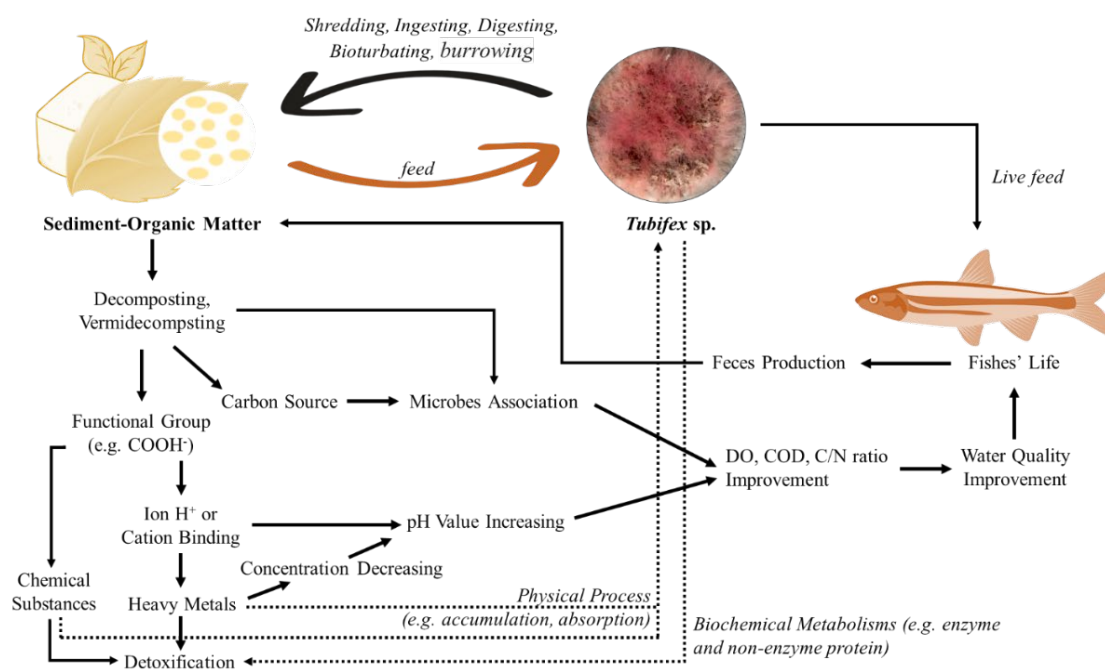 Shredding, Ingesting, Digesting,
Bioturbating, burrowing
feed
Live feed
Sediment-Organic Matter
Tubifex sp.
Decomposting,
Vermidecompsting
Feces Production
Fishes' Life
Carbon Source
Microbes Association
Functional Group
(e.g. COOH⁻)
DO, COD, C/N ratio
Improvement
Water Quality
Improvement
Ion H⁺ or
Cation Binding
pH Value Increasing
Concentration Decreasing
Chemical
Substances
Heavy Metals
Physical Process
(e.g. accumulation, absorption)
Biochemical Metabolisms (e.g. enzyme
and non-enzyme protein)
Detoxification